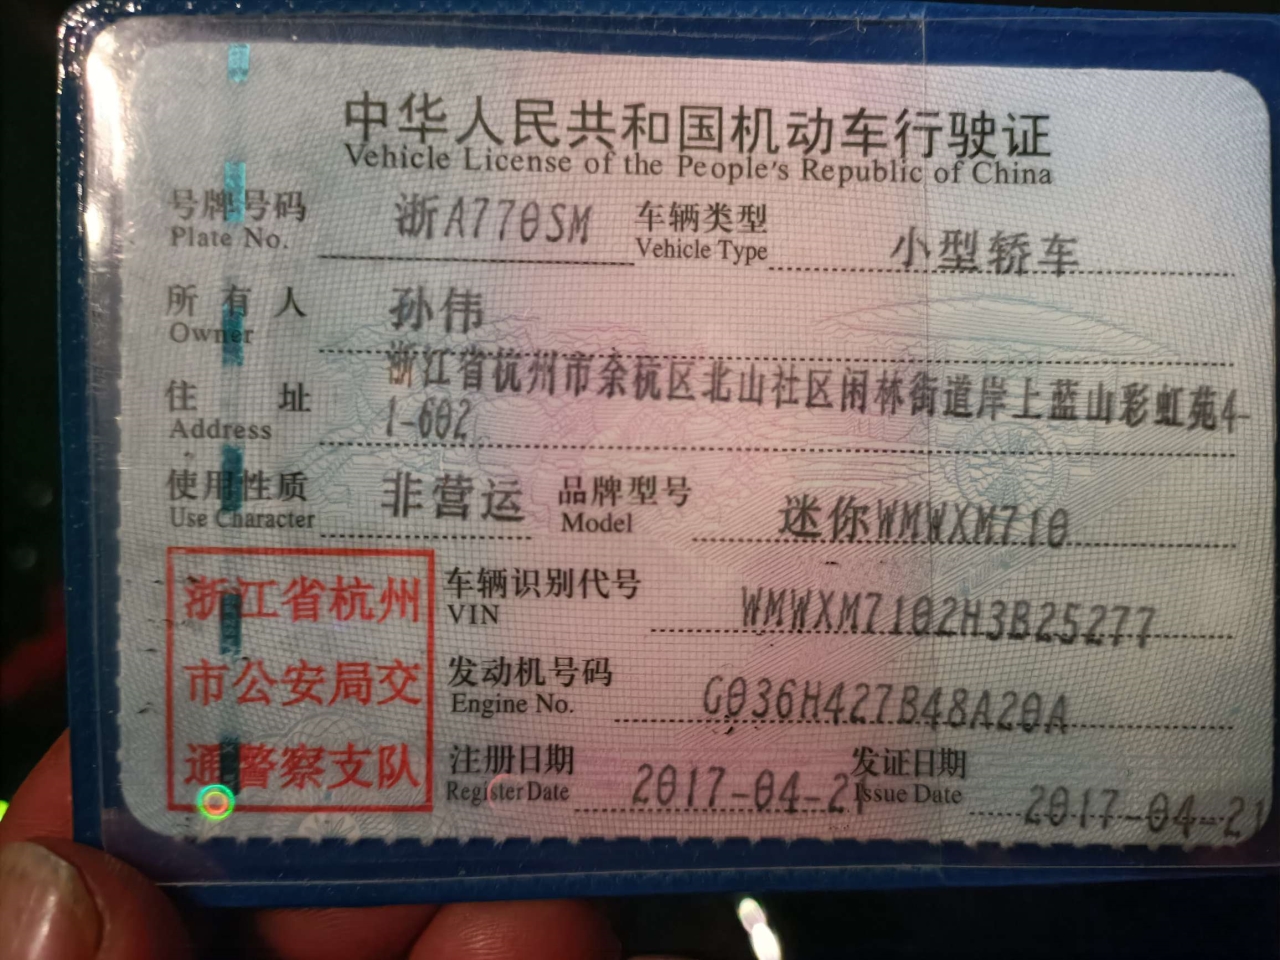 中华人民共和国机动车行驶证
Vehicle License of the People's Republic of China
号牌号码 浙A770SM 车辆类型 小型轿车
Plate No. Vehicle Type
所有人 孙伟
Owner
住址 浙江省杭州市余杭区北山社区闲林街道岸上蓝山彩虹苑4-
Address 1-602
使用性质 非营运 品牌型号 迷你WMWXM710
Use Character Model
浙江省杭州 车辆识别代号 WMWXM7102H3B25277
VIN
市公安局交 发动机号码 G036H427B48A20A
Engine No.
通警察支队 注册日期 2017-04-21 发证日期 2017-04-21
Register Date Issue Date